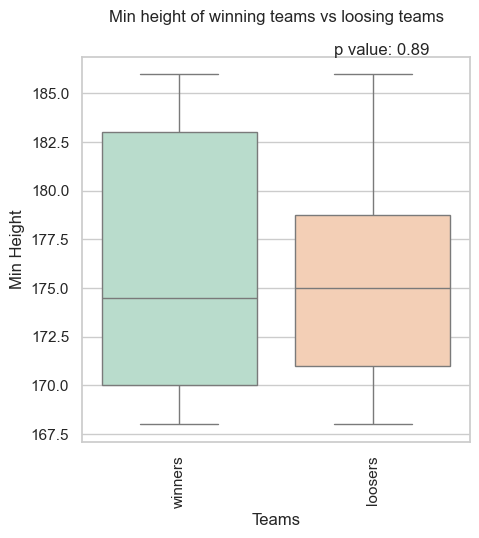 Min height of winning teams vs loosing teams
p value: 0.89
185.0
182.5
180.0
177.5
175.0
172.5
170.0
167.5
Min Height
winners
loosers
Teams